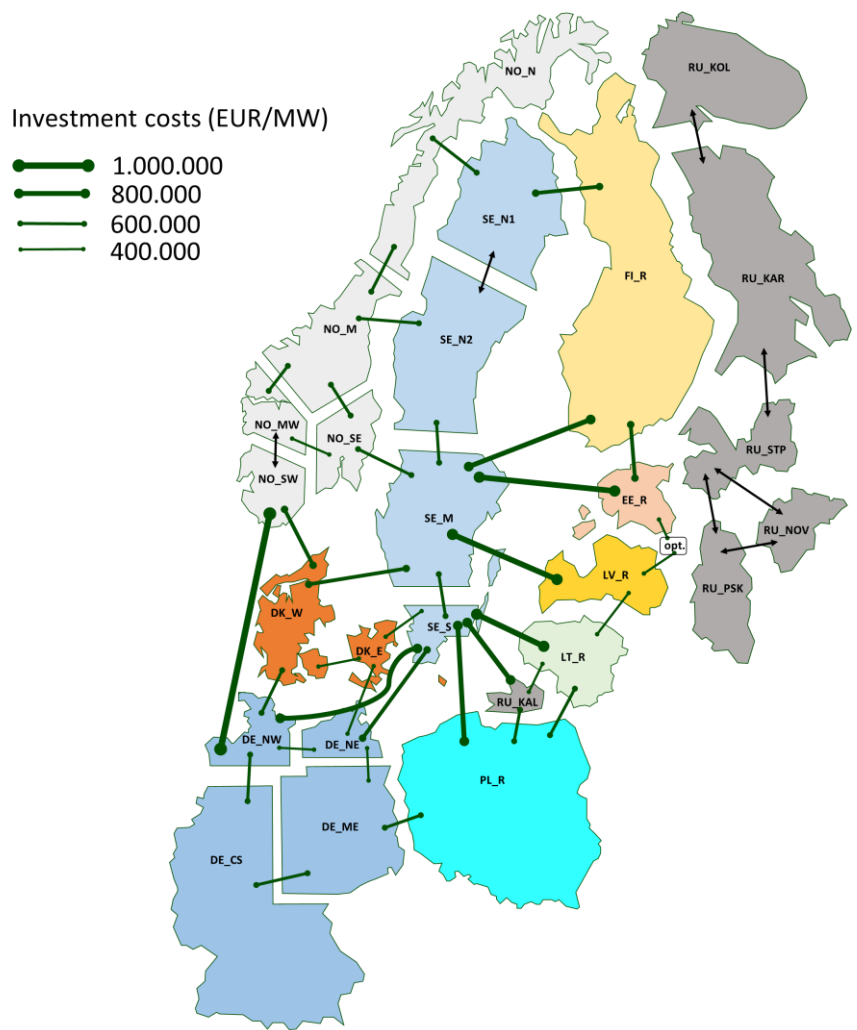 Investment costs (EUR/MW)
1.000.000
800.000
600.000
400.000
NO_N
RU_KOL
SE_N1
FI_R
RU_KAR
NO_M
SE_N2
NO_MW
NO_SE
RU_STP
NO_SW
SE_M
EE_R
RU_NOV
opt.
LV_R
RU_PSK
DK_W
SE_S
DK_E
LT_R
RU_KAL
DE_NW
DE_NE
PL_R
DE_ME
DE_CS